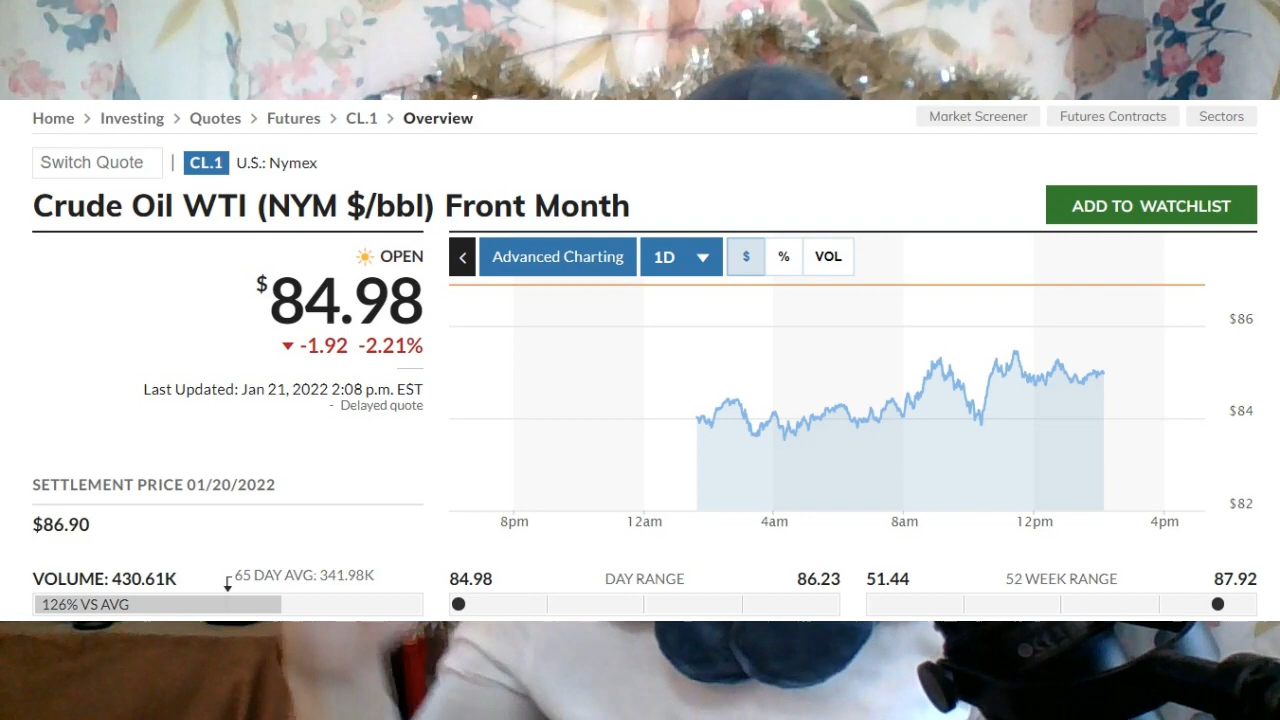 Home > Investing > Quotes > Futures > CL.1 > Overview
Market Screener Futures Contracts Sectors
Switch Quote | CL.1 U.S.: Nymex
Crude Oil WTI (NYM $/bbl) Front Month
ADD TO WATCHLIST
OPEN
$84.98
-1.92 -2.21%
Last Updated: Jan 21, 2022 2:08 p.m. EST
- Delayed quote
SETTLEMENT PRICE 01/20/2022
$86.90
VOLUME: 430.61K
65 DAY AVG: 341.98K
126% VS AVG
< Advanced Charting 1D $ % VOL
$86
$84
$82
8pm 12am 4am 8am 12pm 4pm
84.98 DAY RANGE 86.23
51.44 52 WEEK RANGE 87.92